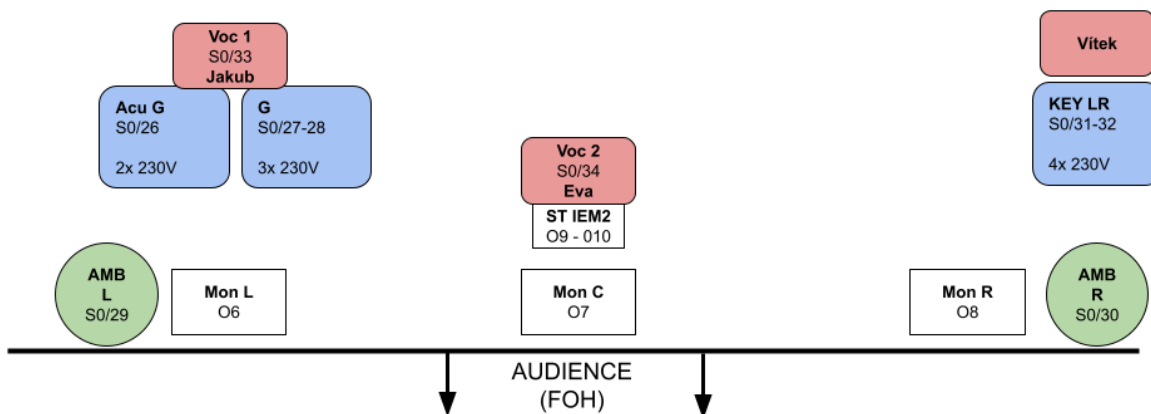 Voc 1
S0/33
Jakub
Acu G
S0/26
2x 230V
G
S0/27-28
3x 230V
Voc 2
S0/34
Eva
ST IEM2
O9 - 010
Vítek
KEY LR
S0/31-32
4x 230V
AMB
L
S0/29
Mon L
O6
Mon C
O7
Mon R
O8
AMB
R
S0/30
AUDIENCE
(FOH)